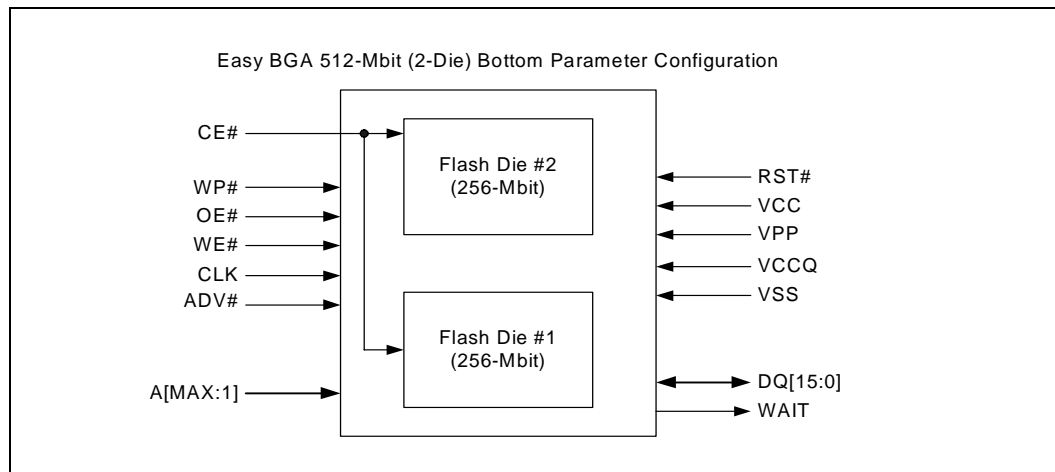 Easy BGA 512-Mbit (2-Die) Bottom Parameter Configuration
CE#
WP#
OE#
WE#
CLK
ADV#
A[MAX:1]
Flash Die #2
(256-Mbit)
Flash Die #1
(256-Mbit)
RST#
VCC
VPP
VCCQ
VSS
DQ[15:0]
WAIT